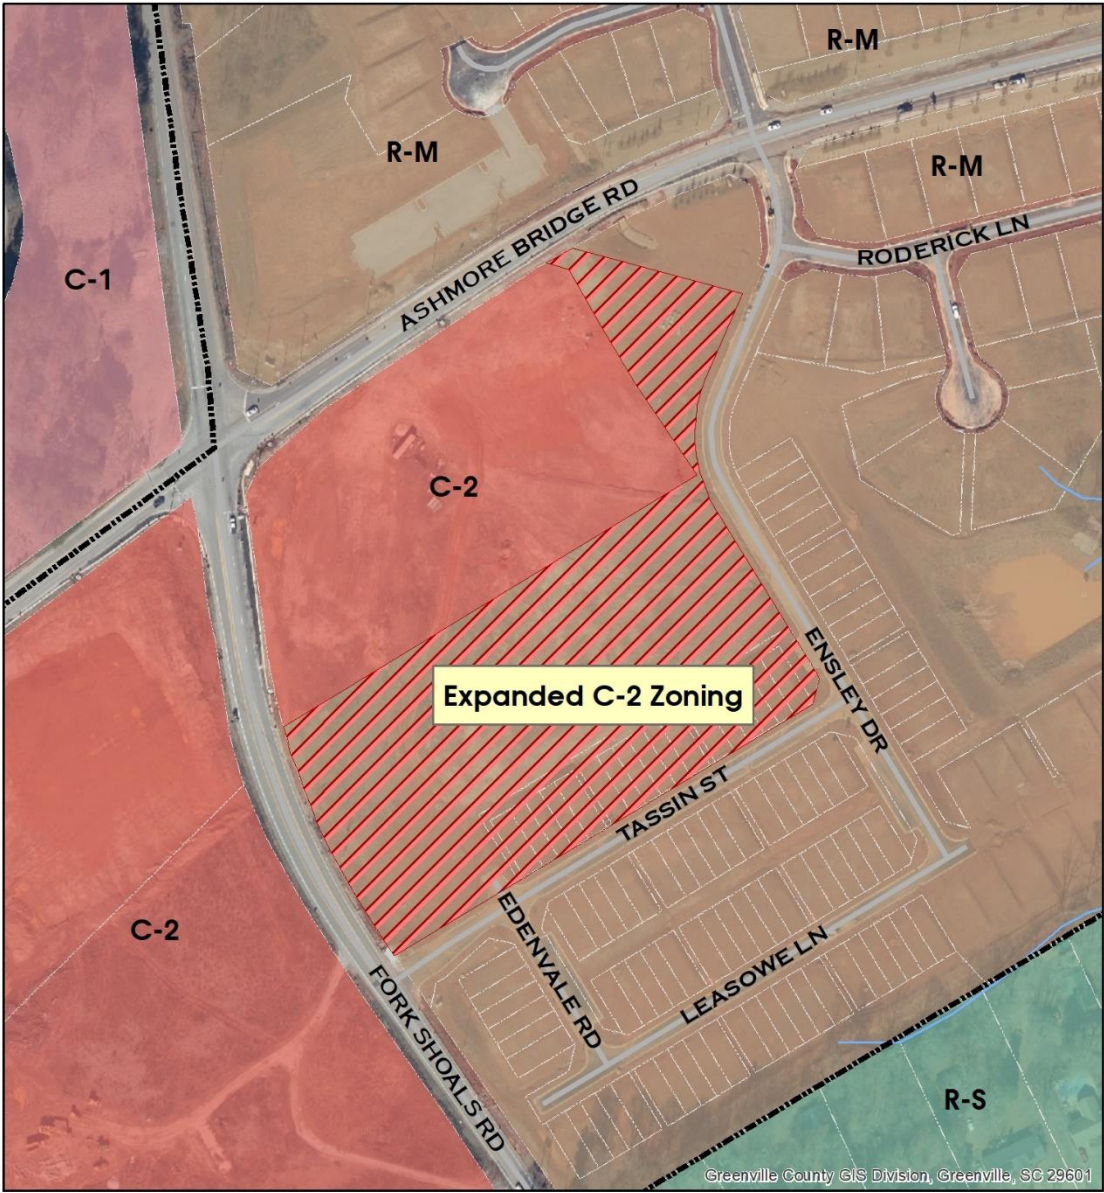 R-M
R-M
R-M
ASHMORE BRIDGE RD
RODERICK LN
C-1
C-2
Expanded C-2 Zoning
ENSLEY DR
TASSIN ST
EDENVALE RD
LEASOWE LN
C-2
FORK SHOALS RD
R-S
Greenville County GIS Division, Greenville, SC 29601